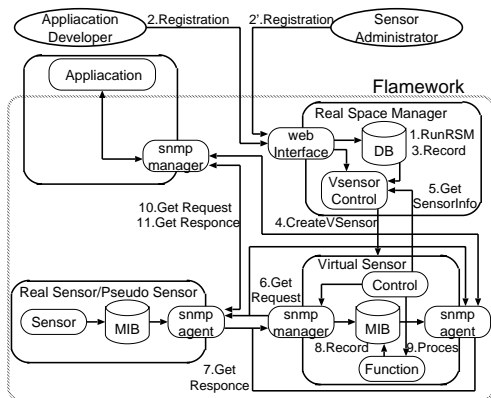 Appliacation
Developer
2.Registration
2'.Registration
Sensor
Administrator
Appliacation
Flamework
Real Space Manager
snmp
manager
web
Interface
DB
1.RunRSM
3.Record
Vsensor
Control
5.Get
SensorInfo
10.Get Request
11.Get Responce
4.CreateVSensor
Virtual Sensor
6.Get
Request
Control
Real Sensor/Pseudo Sensor
Sensor
MIB
snmp
agent
snmp
manager
MIB
snmp
agent
8.Record
9.Proces
7.Get
Responce
Function